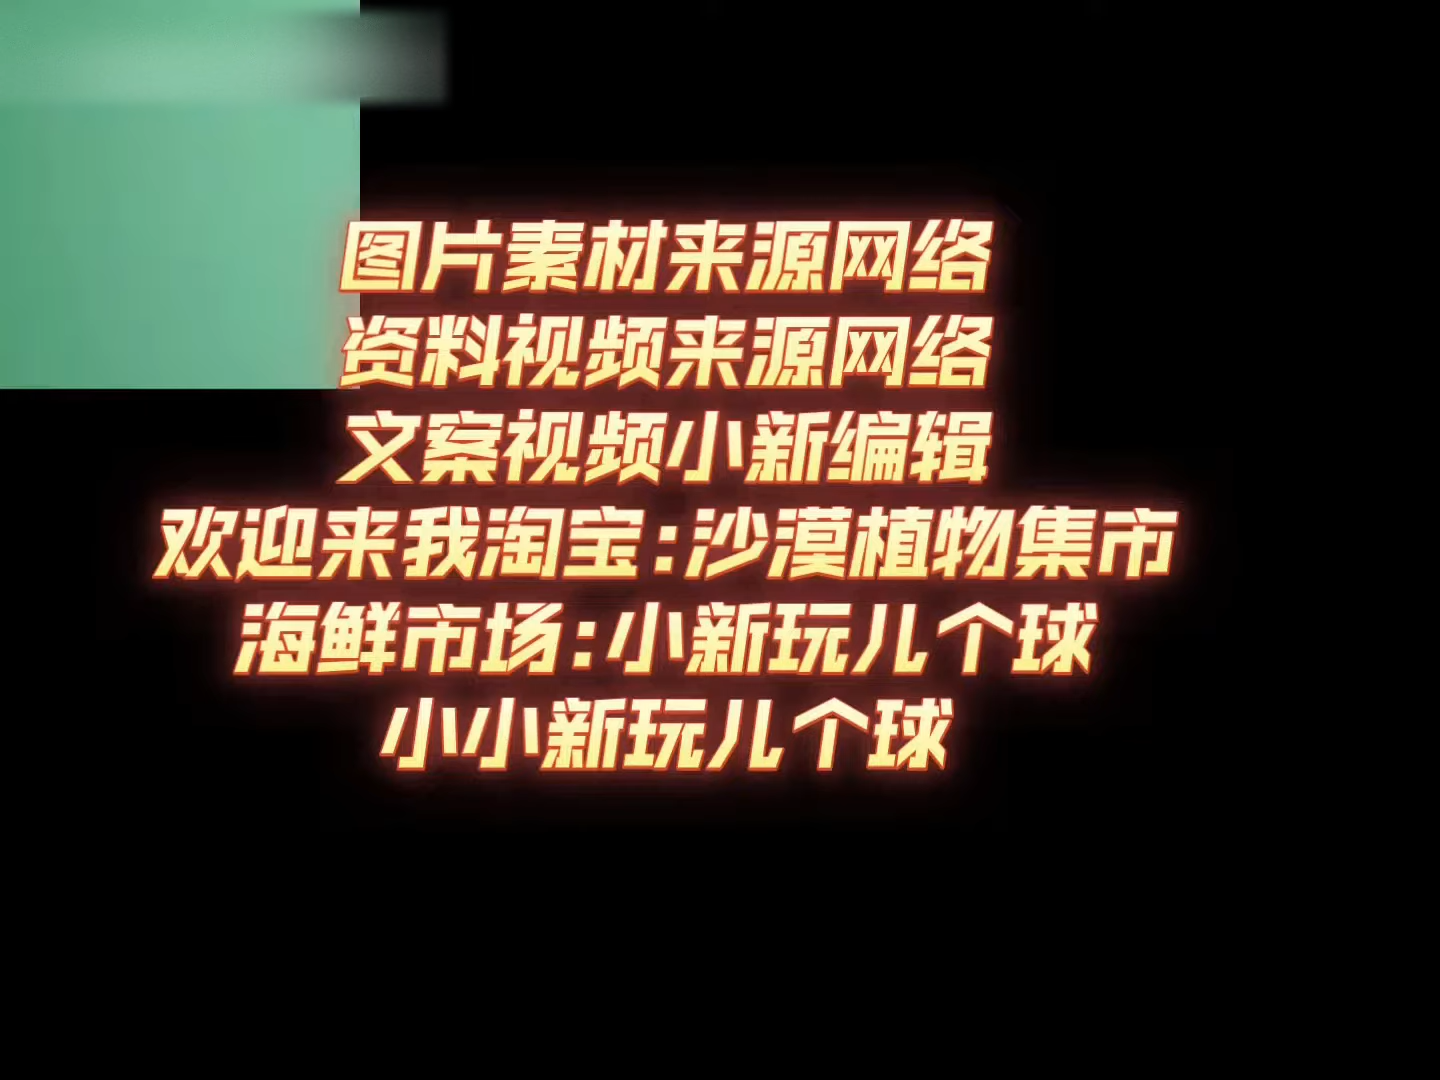 图片素材来源网络
资料视频来源网络
文案视频小新编辑
欢迎来我淘宝:沙漠植物集市
海鲜市场:小新玩儿个球
小小新玩儿个球